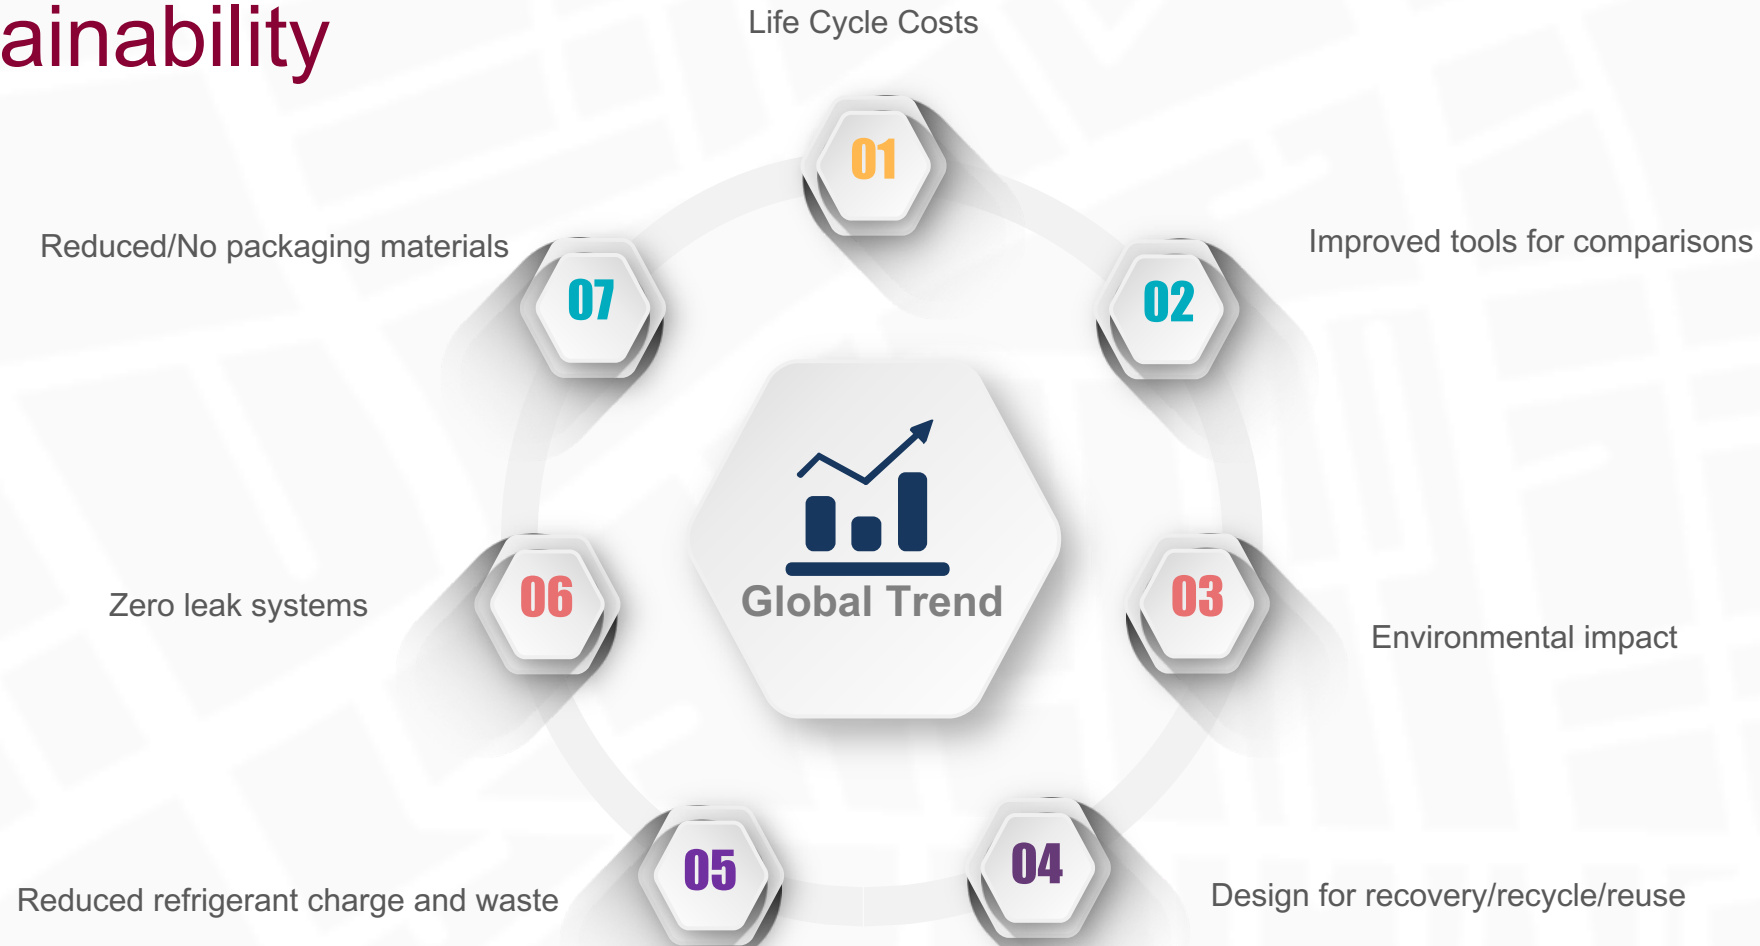 ainability
Life Cycle Costs
01
Improved tools for comparisons
02
Environmental impact
03
Design for recovery/recycle/reuse
04
Reduced refrigerant charge and waste
05
Zero leak systems
06
Reduced/No packaging materials
07
Global Trend